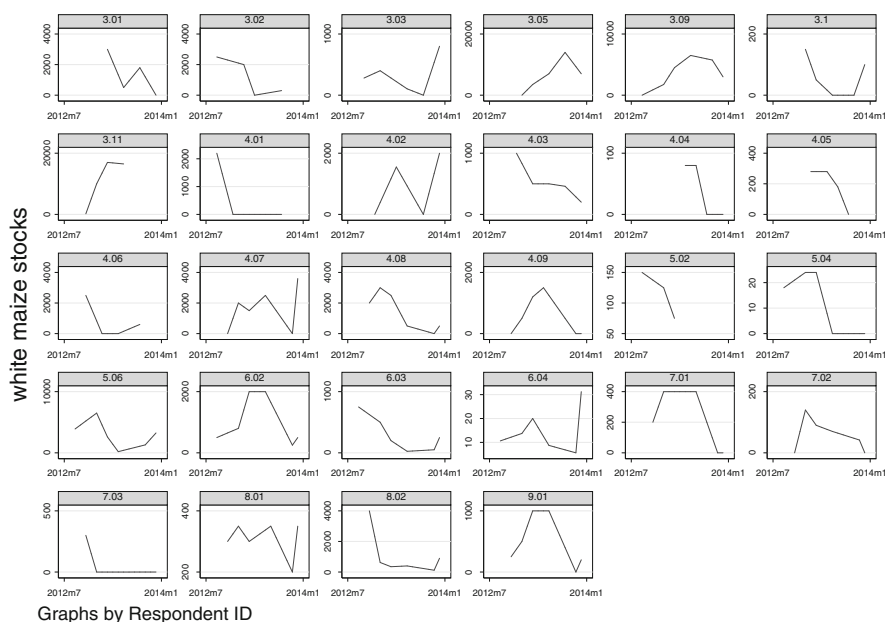 white maize stocks
3.01 3.02 3.03 3.05 3.09 3.1
4000 4000 1000 20000 10000 200
2000 2000
0 0 0 0 0 0
2012m7 2014m1 2012m7 2014m1 2012m7 2014m1 2012m7 2014m1 2012m7 2014m1 2012m7 2014m1
3.11 4.01 4.02 4.03 4.04 4.05
20000 2000 2000 1000 100 400
1000 200
0 0 0 0 0 0
2012m7 2014m1 2012m7 2014m1 2012m7 2014m1 2012m7 2014m1 2012m7 2014m1 2012m7 2014m1
4.06 4.07 4.08 4.09 5.02 5.04
4000 4000 4000 4000 150 20
2000 2000 2000 2000 100 10
0 0 0 0 50 0
2012m7 2014m1 2012m7 2014m1 2012m7 2014m1 2012m7 2014m1 2012m7 2014m1 2012m7 2014m1
5.06 6.02 6.03 6.04 7.01 7.02
1000 2000 1000 30 400 200
20 200
0 0 0 10 0 0
2012m7 2014m1 2012m7 2014m1 2012m7 2014m1 2012m7 2014m1 2012m7 2014m1 2012m7 2014m1
7.03 8.01 8.02 9.01
500 400 4000 1000
2000
0 200 0 0
2012m7 2014m1 2012m7 2014m1 2012m7 2014m1 2012m7 2014m1
Graphs by Respondent ID